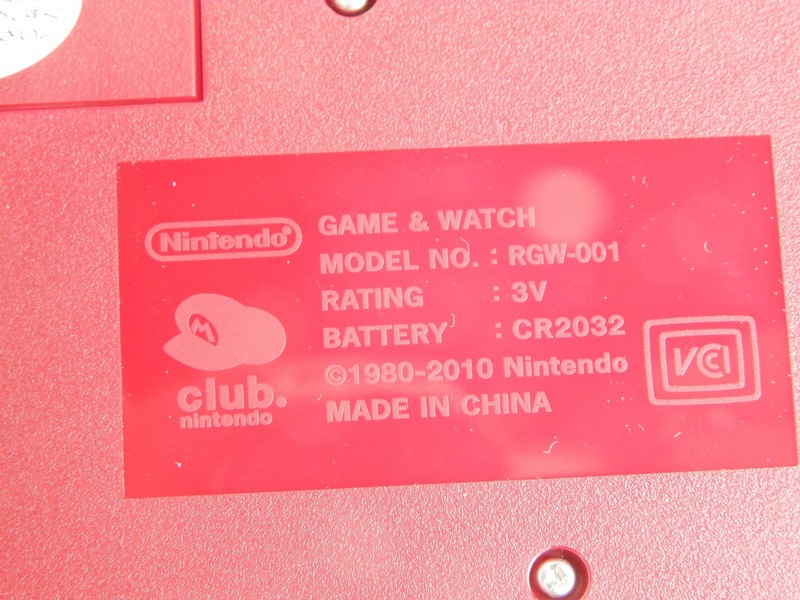 Nintendo®
GAME & WATCH
MODEL NO. : RGW-001
RATING : 3V
BATTERY : CR2032
©1980-2010 Nintendo
MADE IN CHINA
M
club.
nintendo
VCCI